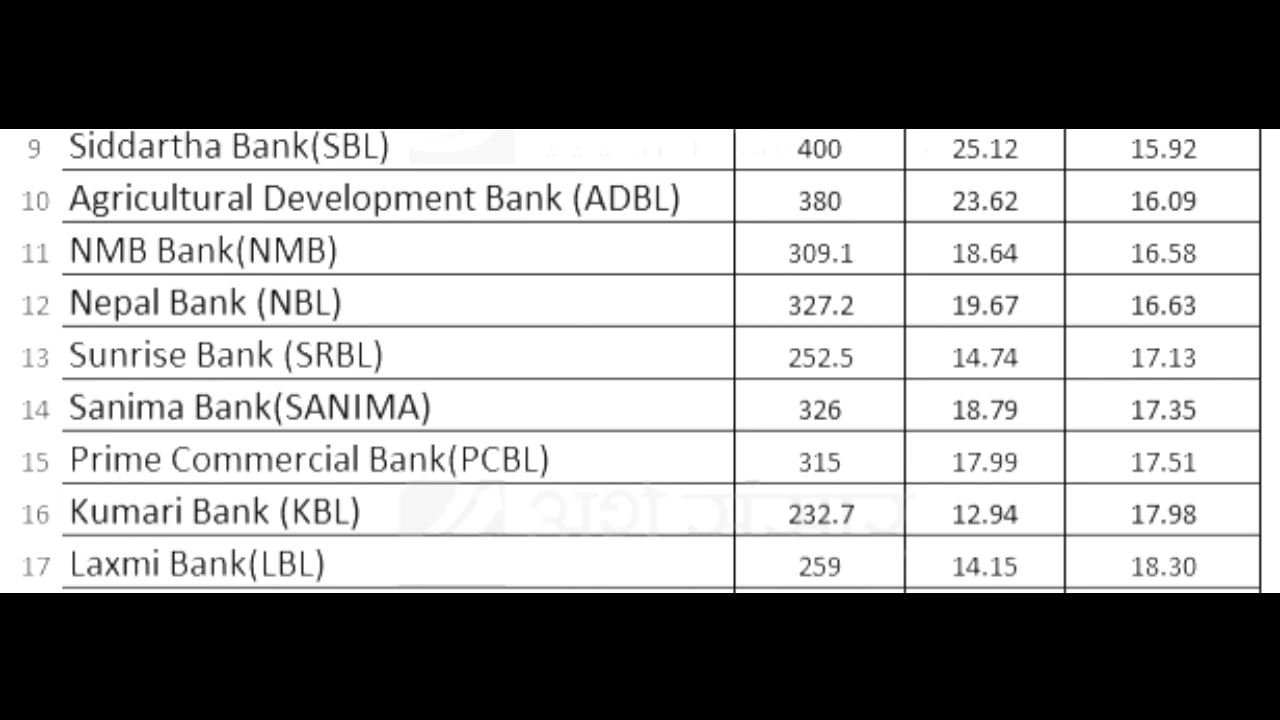 9 Siddartha Bank(SBL) 400 25.12 15.92
10 Agricultural Development Bank (ADBL) 380 23.62 16.09
11 NMB Bank(NMB) 309.1 18.64 16.58
12 Nepal Bank (NBL) 327.2 19.67 16.63
13 Sunrise Bank (SRBL) 252.5 14.74 17.13
14 Sanima Bank(SANIMA) 326 18.79 17.35
15 Prime Commercial Bank(PCBL) 315 17.99 17.51
16 Kumari Bank (KBL) 232.7 12.94 17.98
17 Laxmi Bank(LBL) 259 14.15 18.30